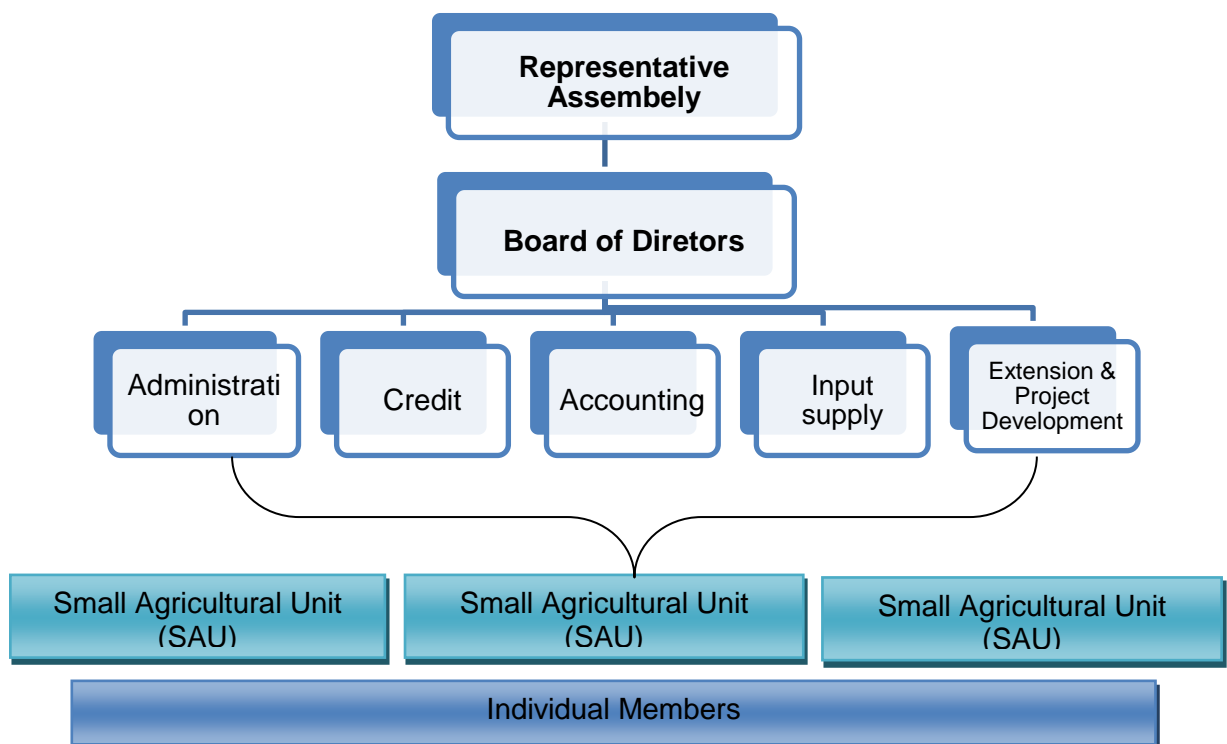 Representative
Assembely
Board of Diretors
Administrati
on
Credit
Accounting
Input
supply
Extension &
Project
Development
Small Agricultural Unit
(SAU)
Small Agricultural Unit
(SAU)
Small Agricultural Unit
(SAU)
Individual Members